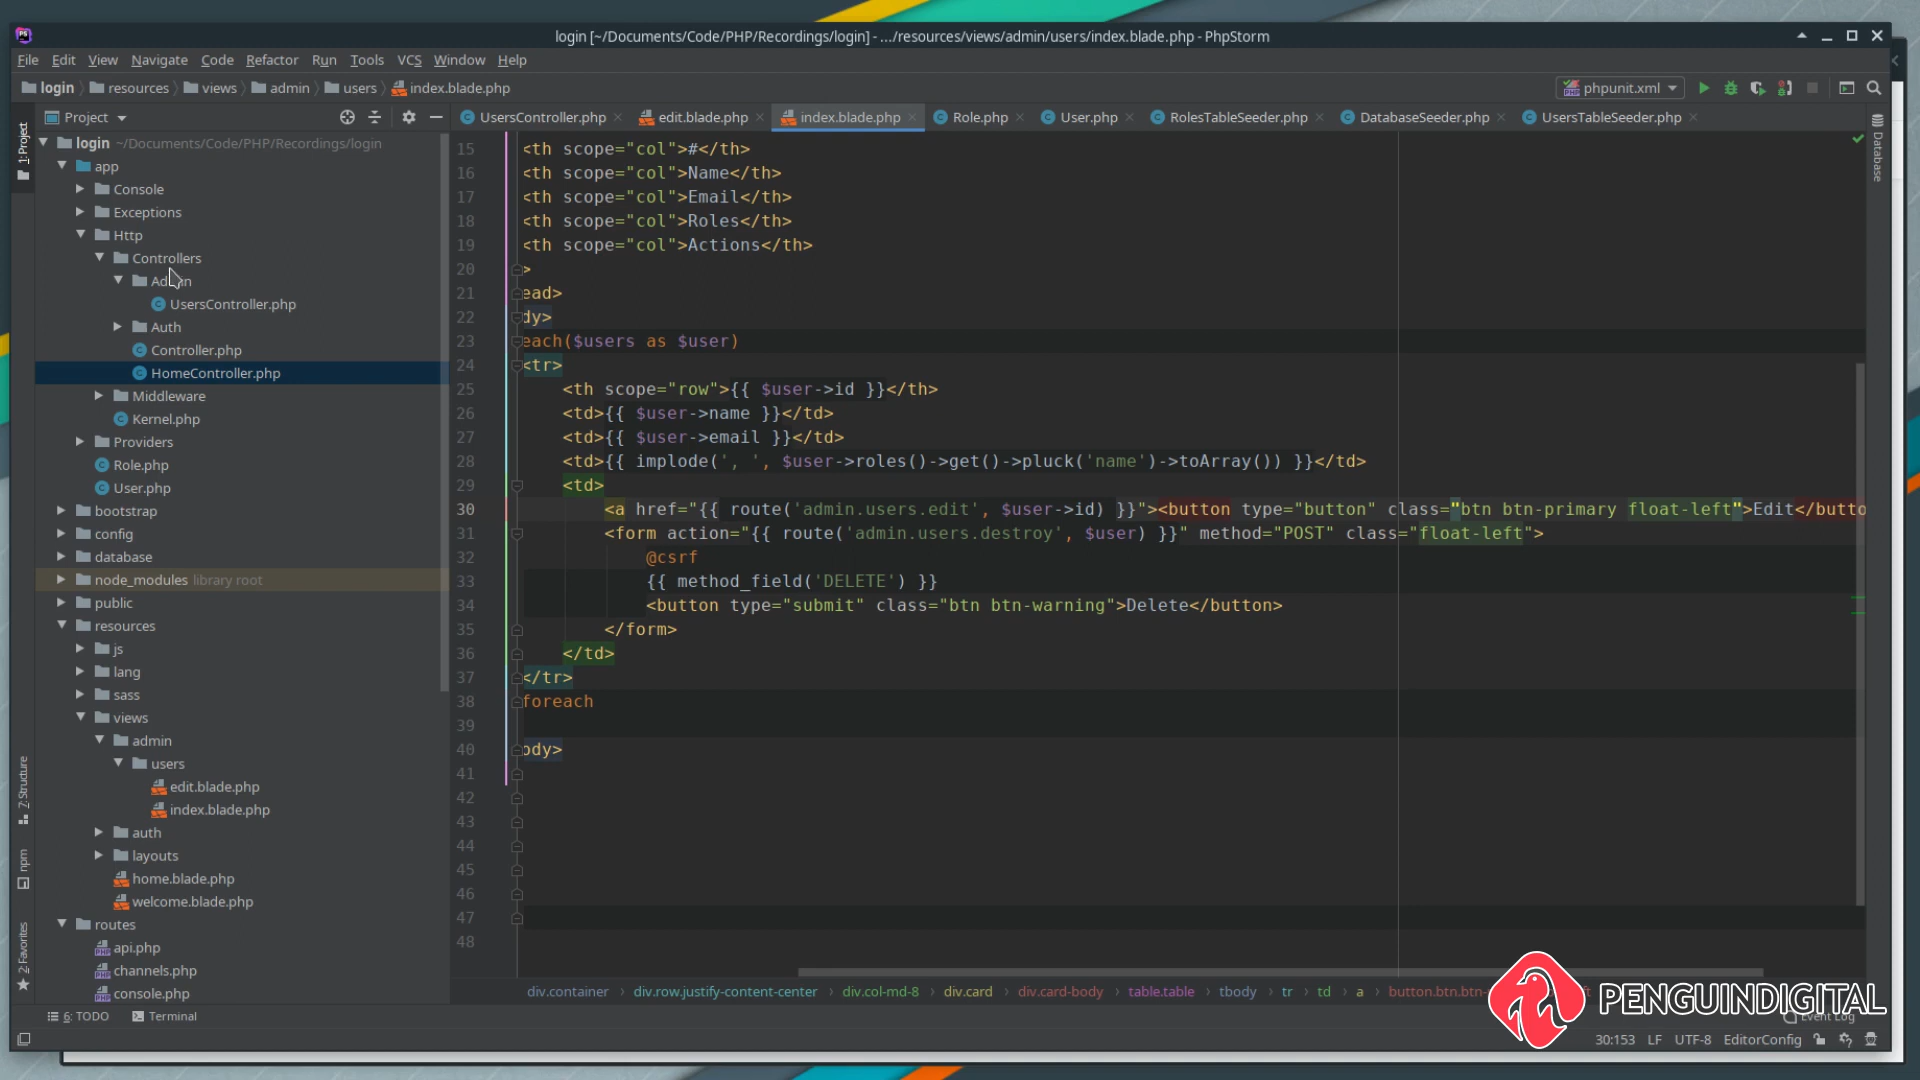 login [~/Documents/Code/PHP/Recordings/login] - .../resources/views/admin/users/index.blade.php - PhpStorm
File Edit View Navigate Code Refactor Run Tools VCS Window Help
login resources views admin users index.blade.php
phpunit.xml
Project
UsersController.php edit.blade.php index.blade.php Role.php User.php RolesTableSeeder.php DatabaseSeeder.php UsersTableSeeder.php
1: Project
7: Structure
npm
2: Favorites
Database
login ~/Documents/Code/PHP/Recordings/login
app
Console
Exceptions
Http
Controllers
UsersController.php
Auth
Controller.php
HomeController.php
Middleware
Kernel.php
Providers
Role.php
User.php
bootstrap
config
database
node_modules library root
public
resources
js
lang
sass
views
admin
users
edit.blade.php
index.blade.php
auth
layouts
home.blade.php
welcome.blade.php
routes
api.php
channels.php
console.php
15 <th scope="col">#</th>
16 <th scope="col">Name</th>
17 <th scope="col">Email</th>
18 <th scope="col">Roles</th>
19 <th scope="col">Actions</th>
20 >
21 ead>
22 dy>
23 each($users as $user)
24 <tr>
25 <th scope="row">{{ $user->id }}</th>
26 <td>{{ $user->name }}</td>
27 <td>{{ $user->email }}</td>
28 <td>{{ implode(', ', $user->roles()->get()->pluck('name')->toArray()) }}</td>
29 <td>
30 <a href="{{ route('admin.users.edit', $user->id) }}"><button type="button" class="btn btn-primary float-left">Edit</butto
31 <form action="{{ route('admin.users.destroy', $user) }}" method="POST" class="float-left">
32 @csrf
33 {{ method_field('DELETE') }}
34 <button type="submit" class="btn btn-warning">Delete</button>
35 </form>
36 </td>
37 </tr>
38 foreach
39
40 ody>
41
42
43
44
45
46
47
48
div.container div.row.justify-content-center div.col-md-8 div.card div.card-body table.table tbody tr td a button.btn.btn-
PENGUINDIGITAL
6: TODO Terminal
Event Log
30:153 LF UTF-8 EditorConfig